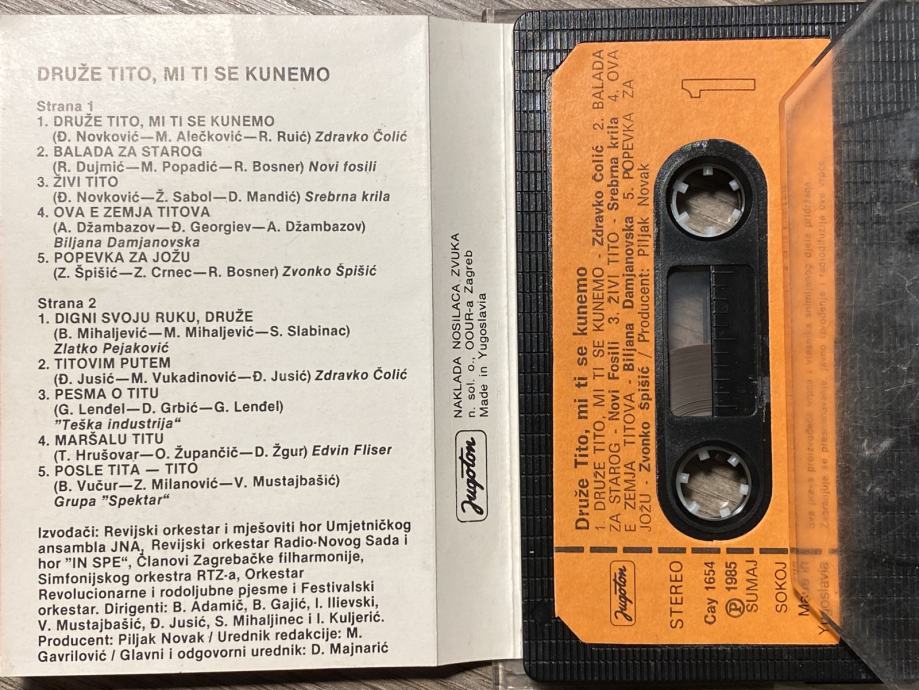 DRUŽE TITO, MI TI SE KUNEMO
Strana 1
1. DRUŽE TITO, MI TI SE KUNEMO
(Đ. Novković—M. Alečković—R. Ruić) Zdravko Čolić
2. BALADA ZA STAROG
(R. Dujmić—M. Popadić—R. Bosner) Novi fosili
3. ŽIVI TITO
(Đ. Novković—Ž. Sabol—D. Mandić) Srebrna krila
4. OVA E ZEMJA TITOVA
(A. Džambazov—Đ. Georgiev—A. Džambazov)
Biljana Damjanovska
5. POPEVKA ZA JOŽU
(Z. Špišić—Z. Crnec—R. Bosner) Zvonko Špišić
Strana 2
1. DIGNI SVOJU RUKU, DRUŽE
(B. Mihaljević—M. Mihaljević—S. Slabinac)
Zlatko Pejaković
2. TITOVIM PUTEM
(Đ. Jusić—M. Vukadinović—Đ. Jusić) Zdravko Čolić
3. PESMA O TITU
(G. Lenđel—D. Grbić—G. Lenđel)
"Teška industrija"
4. MARŠALU TITU
(T. Hrušovar—O. Župančič—D. Žgur) Edvin Fliser
5. POSLE TITA — TITO
(B. Vučur—Z. Milanović—V. Mustajbašić)
Grupa "Spektar"
Izvođači: Revijski orkestar i mješoviti hor Umjetničkog
ansambla JNA, Revijski orkestar Radio-Novog Sada i
hor "IN SPE", Članovi Zagrebačke filharmonije,
Simfonijskog orkestra RTZ-a, Orkestar
Revolucionarne i rodoljubne pjesme i Festivalski
orkestar. Dirigenti: B. Adamič, B. Gajić, I. Ilievski,
V. Mustajbašić, Đ. Jusić, S. Mihaljinec i I. Kuljerić.
Producent: Piljak Novak / Urednik redakcije: M.
Gavrilović / Glavni i odgovorni urednik: D. Majnarić
Jugoton
NAKLADA NOSILACA ZVUKA
n. sol. o., OOUR-a Zagreb
Made in Yugoslavia
Druže Tito, mi ti se kunemo
1. DRUŽE TITO, MI TI SE KUNEMO - Zdravko Čolić 2. BALADA
ZA STAROG - Novi Fosili 3. ŽIVI TITO - Srebrna krila 4. OVA
E ZEMJA TITOVA - Biljana Damjanovska 5. POPEVKA ZA
JOŽU - Zvonko Špišić / Producent: Piljak Novak
1
Jugoton
STEREO
Cay 1654
Ⓟ 1985
SUMAJ
SOKOJ
Yugoslavia